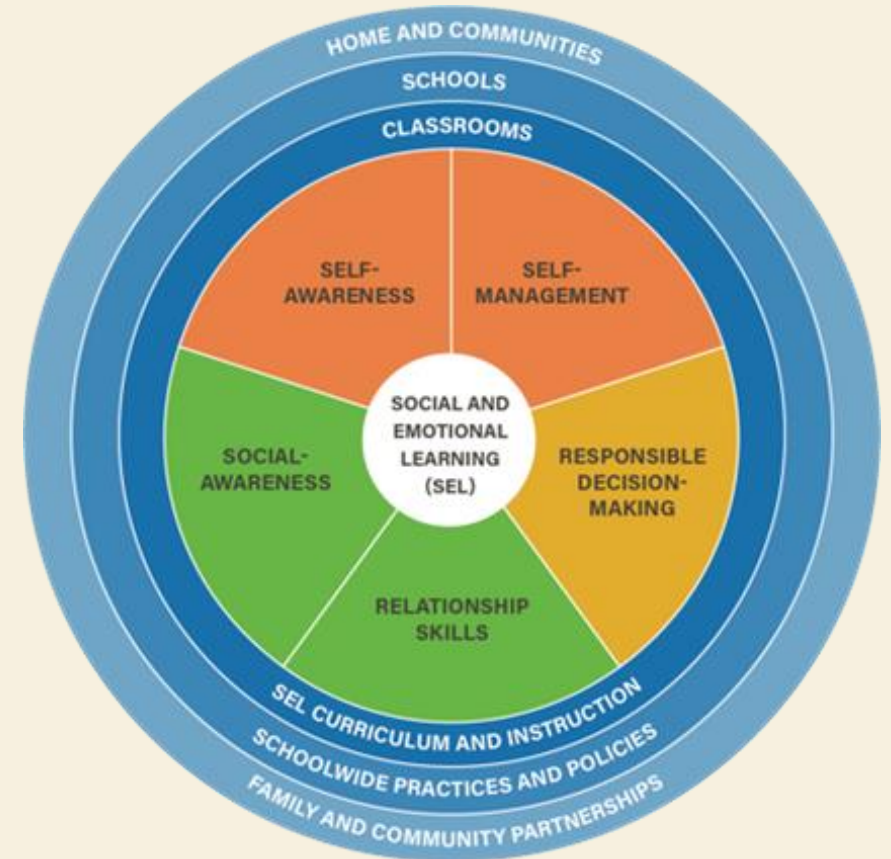 HOME AND COMMUNITIES
SCHOOLS
CLASSROOMS
SELF-
AWARENESS
SELF-
MANAGEMENT
SOCIAL AND
EMOTIONAL
LEARNING
(SEL)
SOCIAL-
AWARENESS
RESPONSIBLE
DECISION-
MAKING
RELATIONSHIP
SKILLS
SEL CURRICULUM AND INSTRUCTION
SCHOOLWIDE PRACTICES AND POLICIES
FAMILY AND COMMUNITY PARTNERSHIPS